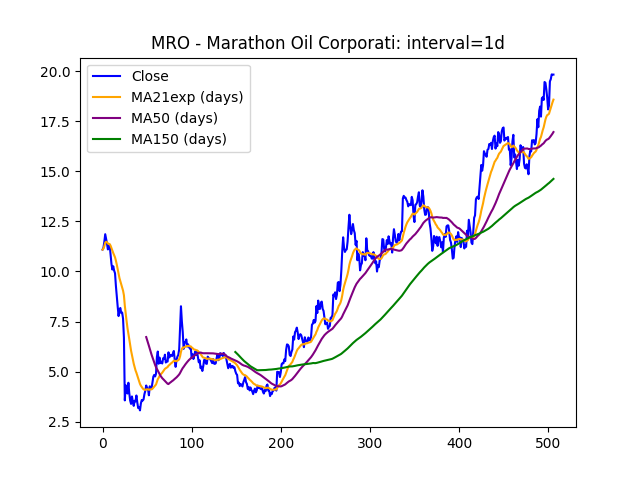 MRO - Marathon Oil Corporati: interval=1d
Close
MA21exp (days)
MA50 (days)
MA150 (days)
20.0
17.5
15.0
12.5
10.0
7.5
5.0
2.5
0 100 200 300 400 500